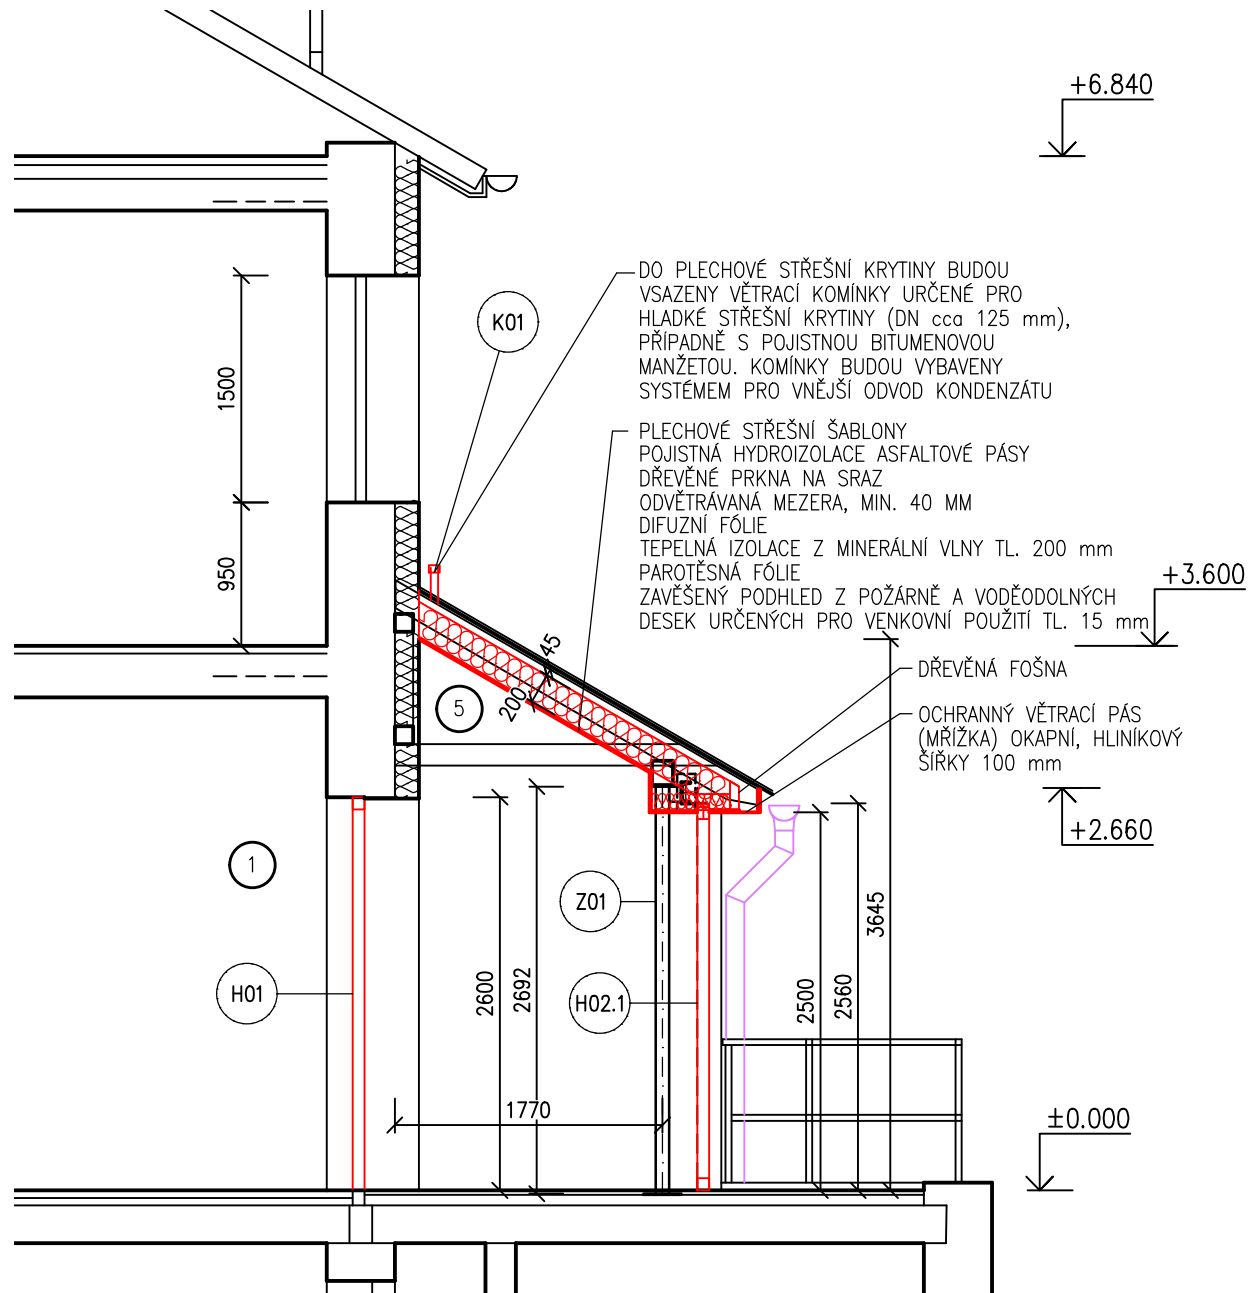 +6.840
DO PLECHOVÉ STŘEŠNÍ KRYTINY BUDOU
VSAZENY VĚTRACÍ KOMÍNKY URČENÉ PRO
HLADKÉ STŘEŠNÍ KRYTINY (DN cca 125 mm),
PŘÍPADNĚ S POJISTNOU BITUMENOVOU
MANŽETOU. KOMÍNKY BUDOU VYBAVENY
SYSTÉMEM PRO VNĚJŠÍ ODVOD KONDENZÁTU
K01
1500
PLECHOVÉ STŘEŠNÍ ŠABLONY
POJISTNÁ HYDROIZOLACE ASFALTOVÉ PÁSY
DŘEVĚNÉ PRKNA NA SRAZ
ODVĚTRÁVANÁ MEZERA, MIN. 40 MM
DIFUZNÍ FÓLIE
TEPELNÁ IZOLACE Z MINERÁLNÍ VLNY TL. 200 mm
PAROTĚSNÁ FÓLIE
ZAVĚŠENÝ PODHLED Z POŽÁRNĚ A VODĚODOLNÝCH
DESEK URČENÝCH PRO VENKOVNÍ POUŽITÍ TL. 15 mm
950
+3.600
45
200
5
DŘEVĚNÁ FOŠNA
OCHRANNÝ VĚTRACÍ PÁS
(MŘÍŽKA) OKAPNÍ, HLINÍKOVÝ
ŠÍŘKY 100 mm
+2.660
1
Z01
3645
H01
2600
2692
H02.1
2500
2560
1770
±0.000